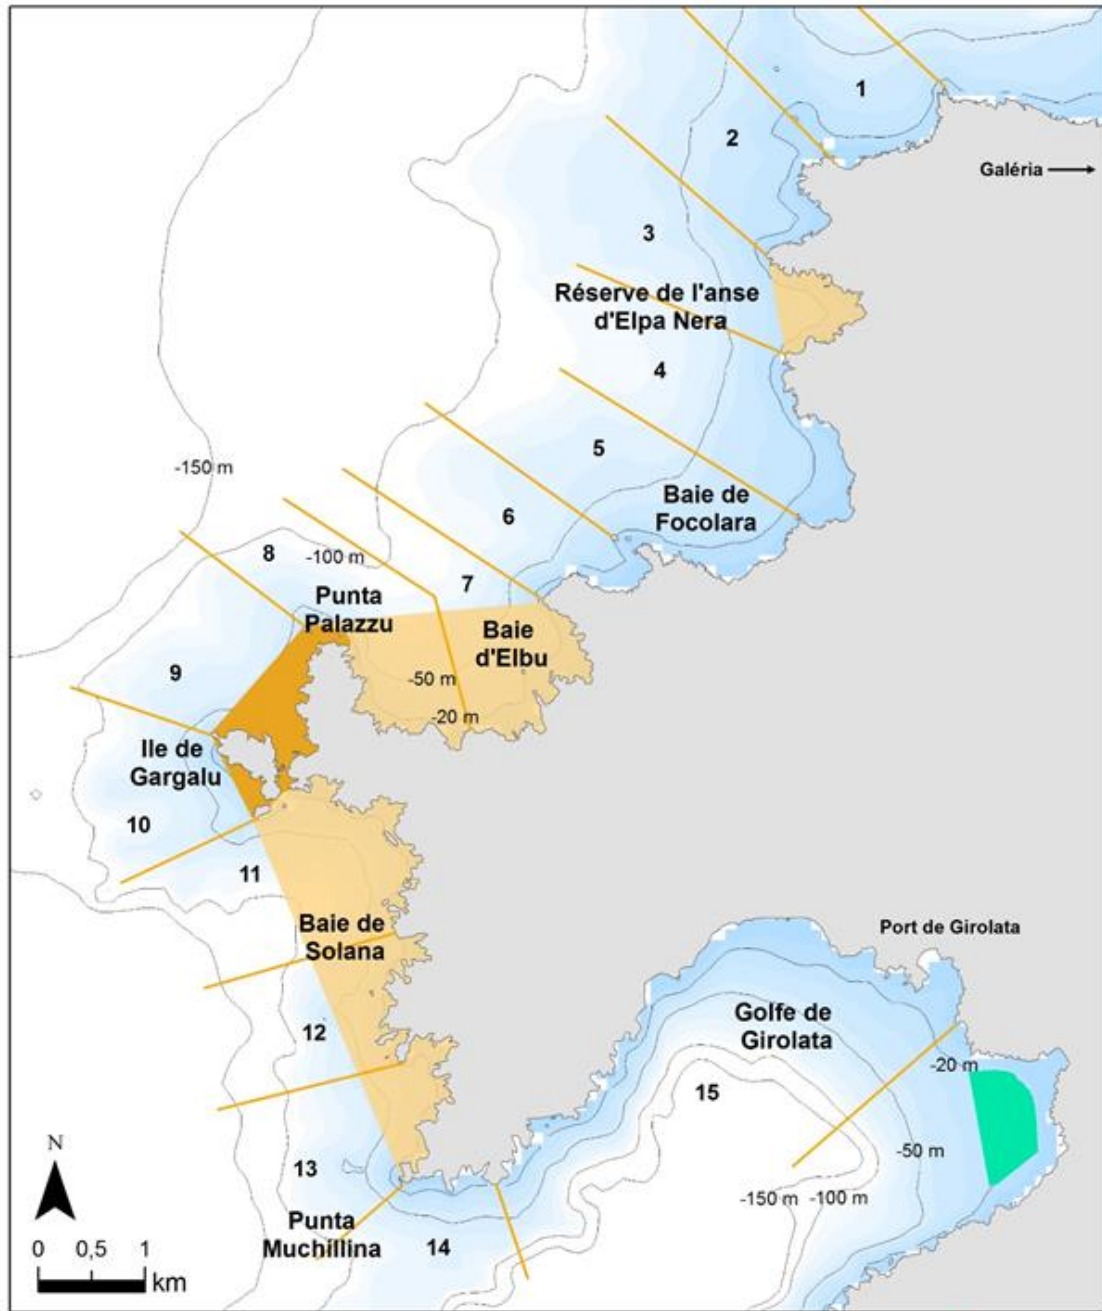 1
2
Galéria
3
Réserve de l'anse
d'Elpa Nera
4
5
-150 m
Baie de
Focolara
6
8
-100 m
7
Punta
Palazzu
Baie
d'Elbu
9
-50 m
-20 m
Ile de
Gargalu
10
11
Baie de
Solana
Port de Girolata
Golfe de
Girolata
12
-20 m
15
-50 m
13
-150 m
-100 m
N
Punta
Muchillina
14
0 0,5 1
km